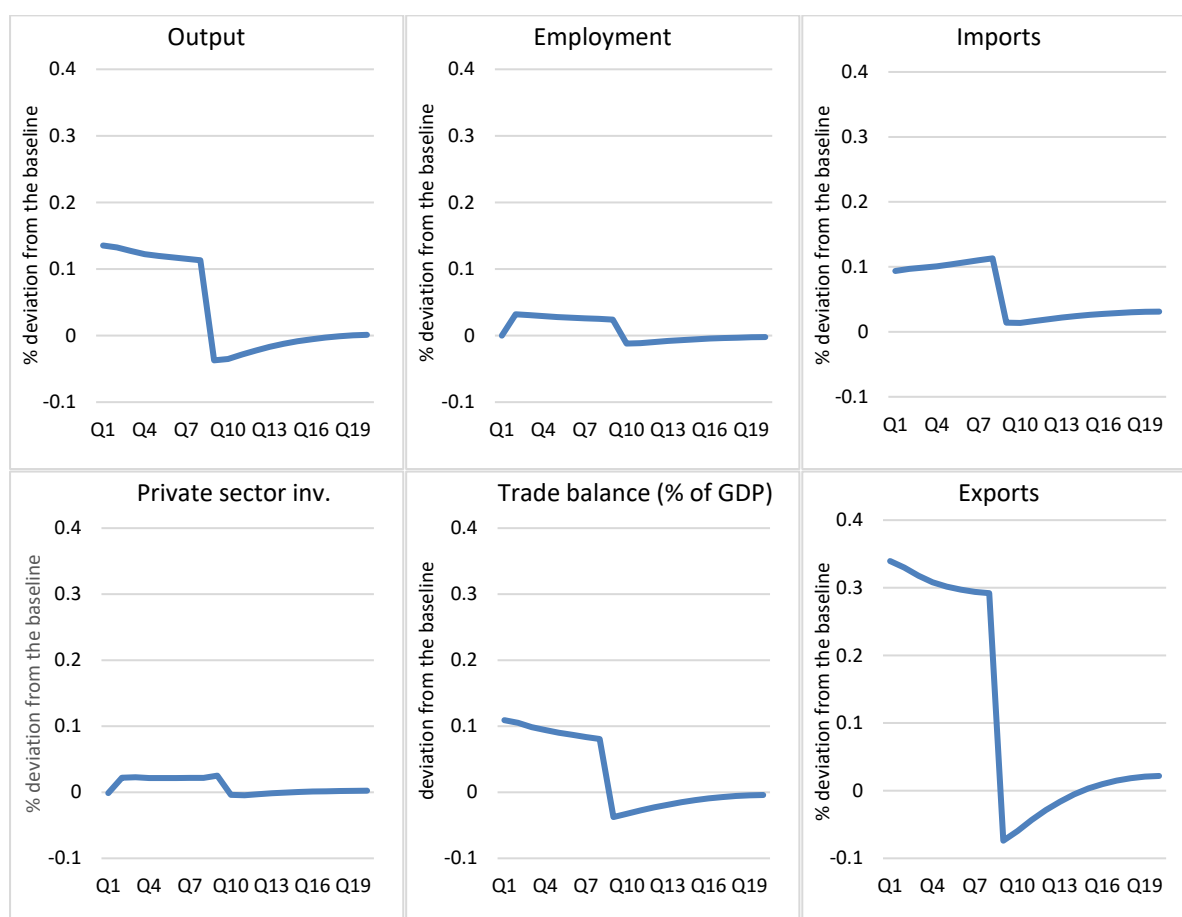 Output
% deviation from the baseline
0.4
0.3
0.2
0.1
0
-0.1
Q1 Q4 Q7 Q10 Q13 Q16 Q19
Employment
% deviation from the baseline
0.4
0.3
0.2
0.1
0
-0.1
Q1 Q4 Q7 Q10 Q13 Q16 Q19
Imports
% deviation from the baseline
0.4
0.3
0.2
0.1
0
-0.1
Q1 Q4 Q7 Q10 Q13 Q16 Q19
Private sector inv.
% deviation from the baseline
0.4
0.3
0.2
0.1
0
-0.1
Q1 Q4 Q7 Q10 Q13 Q16 Q19
Trade balance (% of GDP)
deviation from the baseline
0.4
0.3
0.2
0.1
0
-0.1
Q1 Q4 Q7 Q10 Q13 Q16 Q19
Exports
% deviation from the baseline
0.4
0.3
0.2
0.1
0
-0.1
Q1 Q4 Q7 Q10 Q13 Q16 Q19